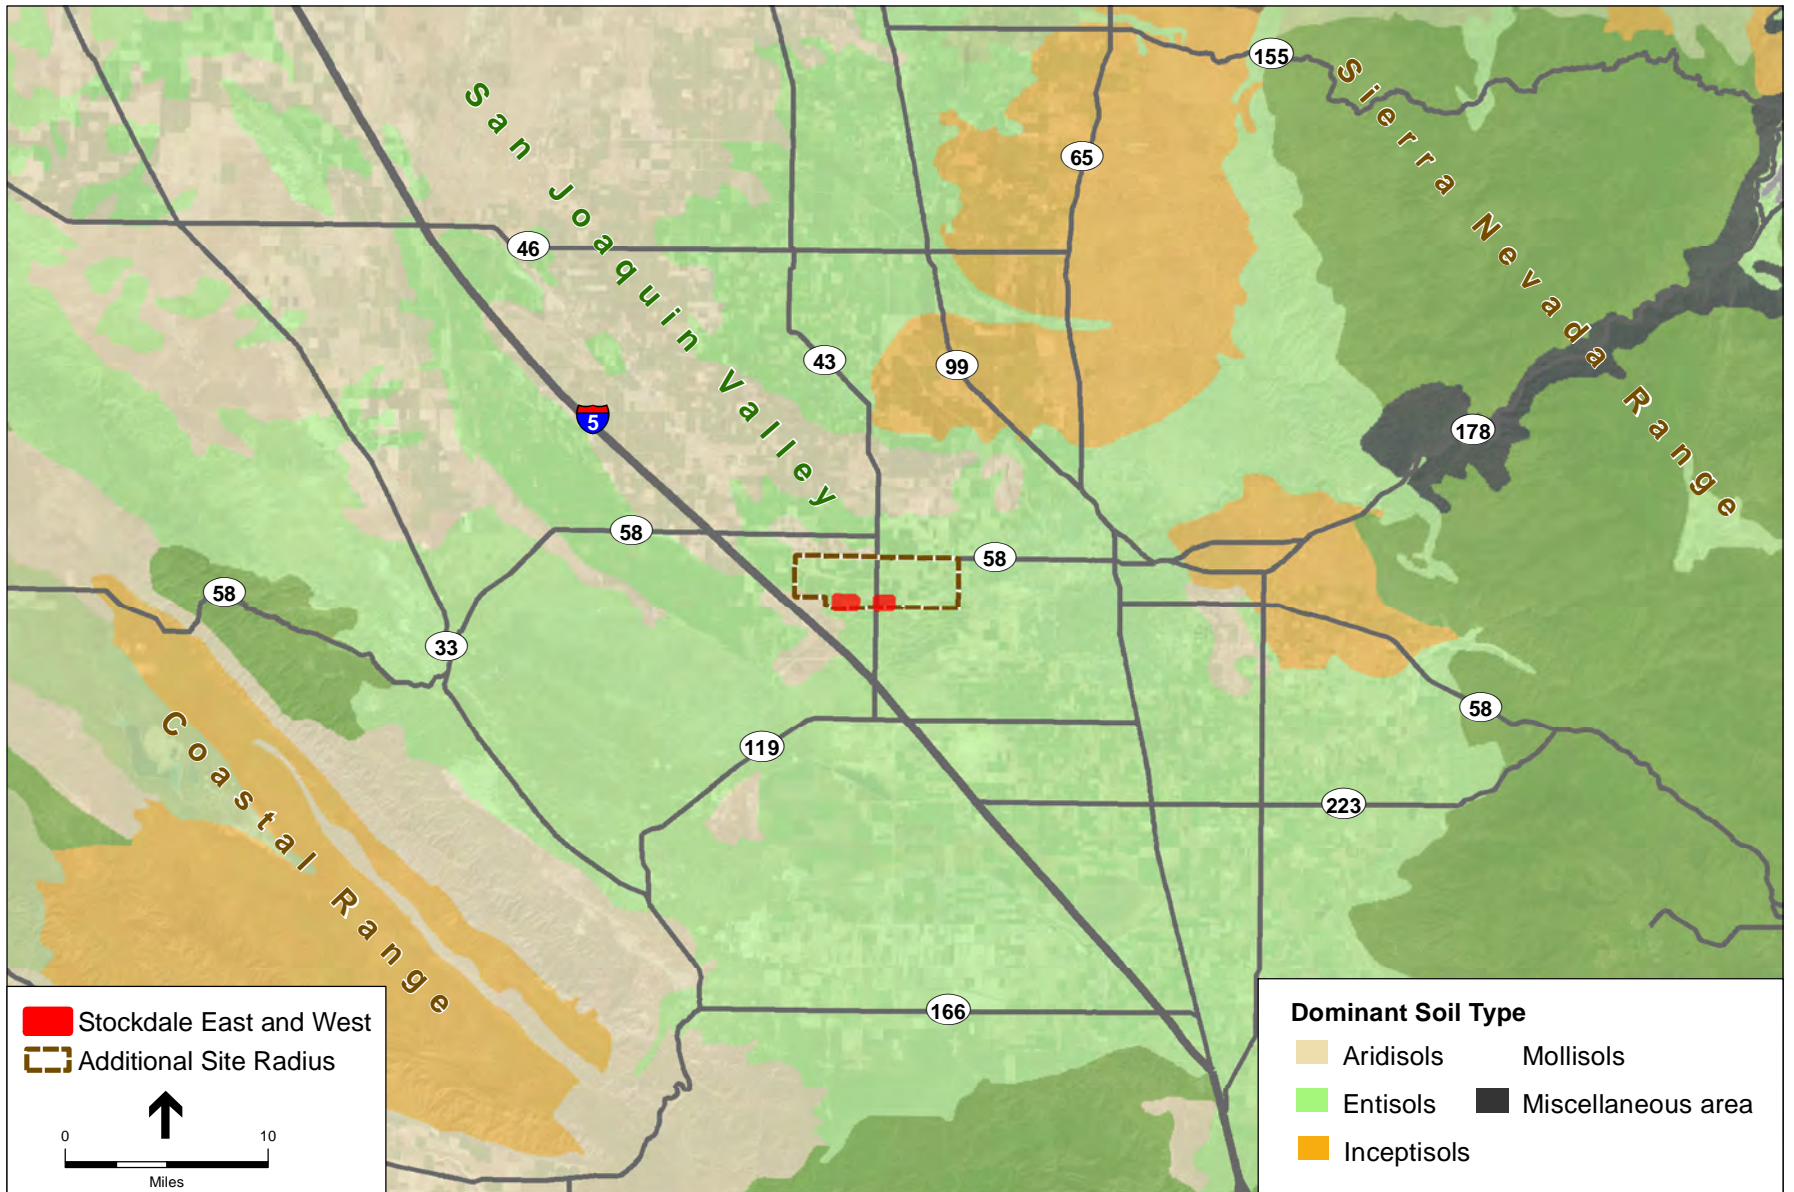 155
Sierra Nevada Range
San Joaquin Valley
65
46
43
99
5
178
58
58
58
33
58
119
223
Coastal Range
166
Stockdale East and West
Additional Site Radius
0 10
Miles
Dominant Soil Type
Aridisols
Mollisols
Entisols
Miscellaneous area
Inceptisols